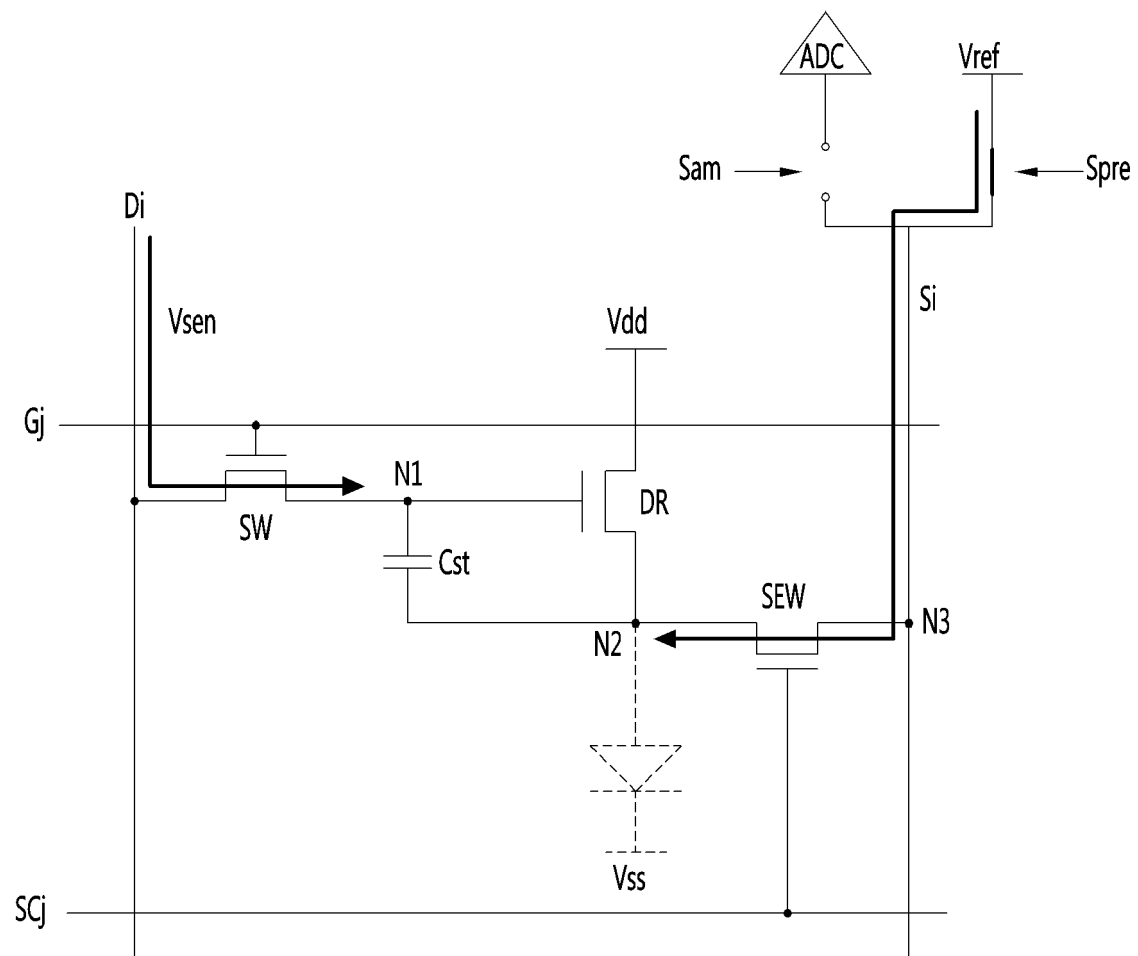 ADC
Vref
Sam
Spre
Di
Si
Vsen
Vdd
Gj
N1
DR
SW
Cst
SEW
N2
N3
Vss
SCj